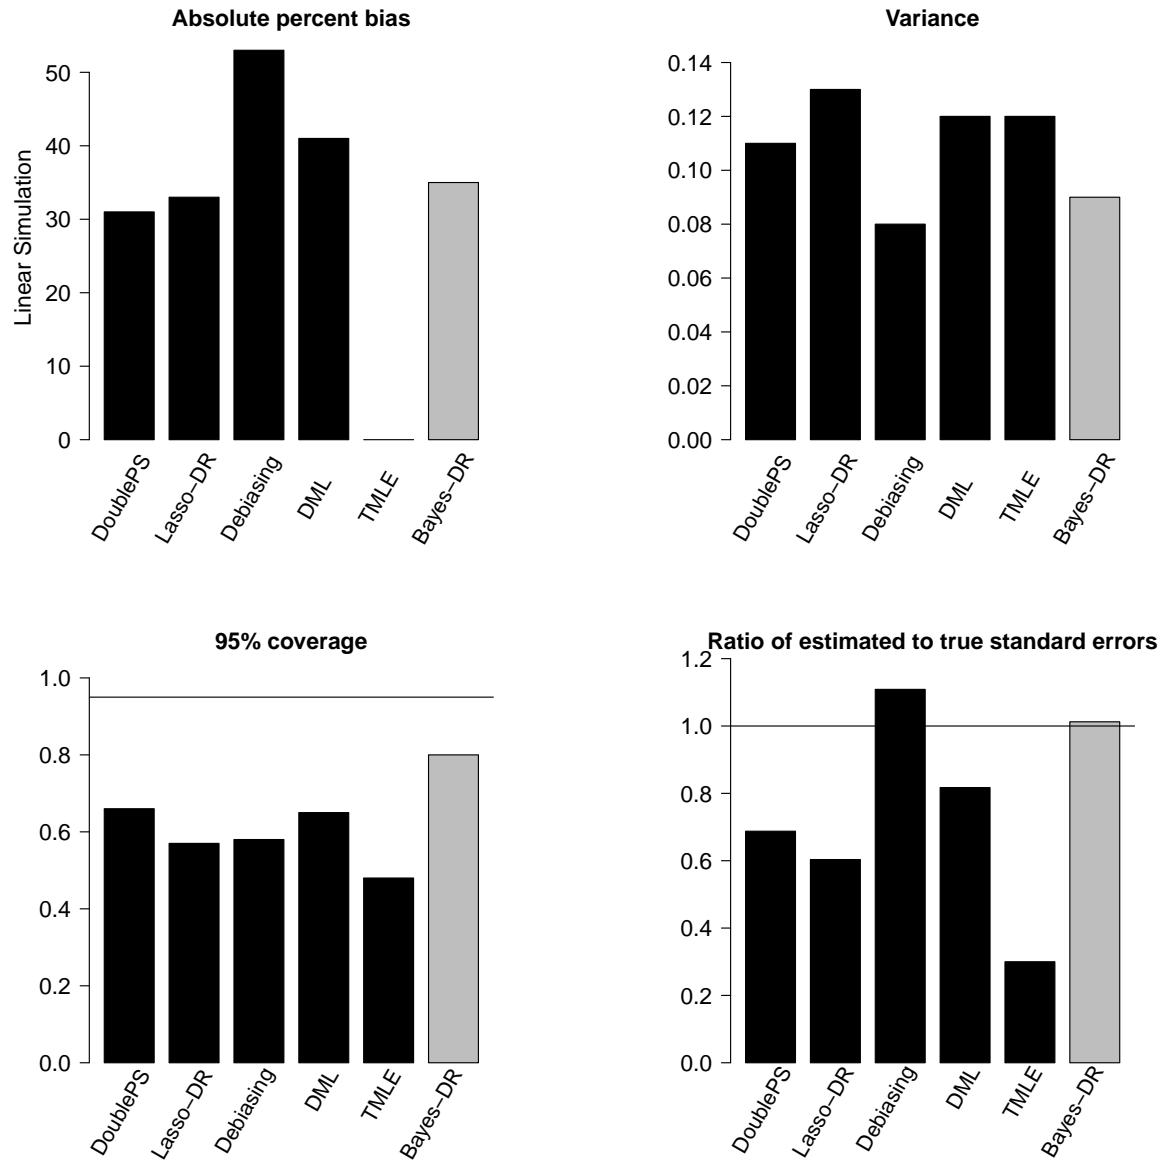 Absolute percent bias
Linear Simulation
50
40
30
20
10
0
DoublePS
Lasso−DR
Debiasing
DML
TMLE
Bayes−DR
Variance
0.14
0.12
0.10
0.08
0.06
0.04
0.02
0.00
DoublePS
Lasso−DR
Debiasing
DML
TMLE
Bayes−DR
95% coverage
1.0
0.8
0.6
0.4
0.2
0.0
DoublePS
Lasso−DR
Debiasing
DML
TMLE
Bayes−DR
Ratio of estimated to true standard errors
1.2
1.0
0.8
0.6
0.4
0.2
0.0
DoublePS
Lasso−DR
Debiasing
DML
TMLE
Bayes−DR